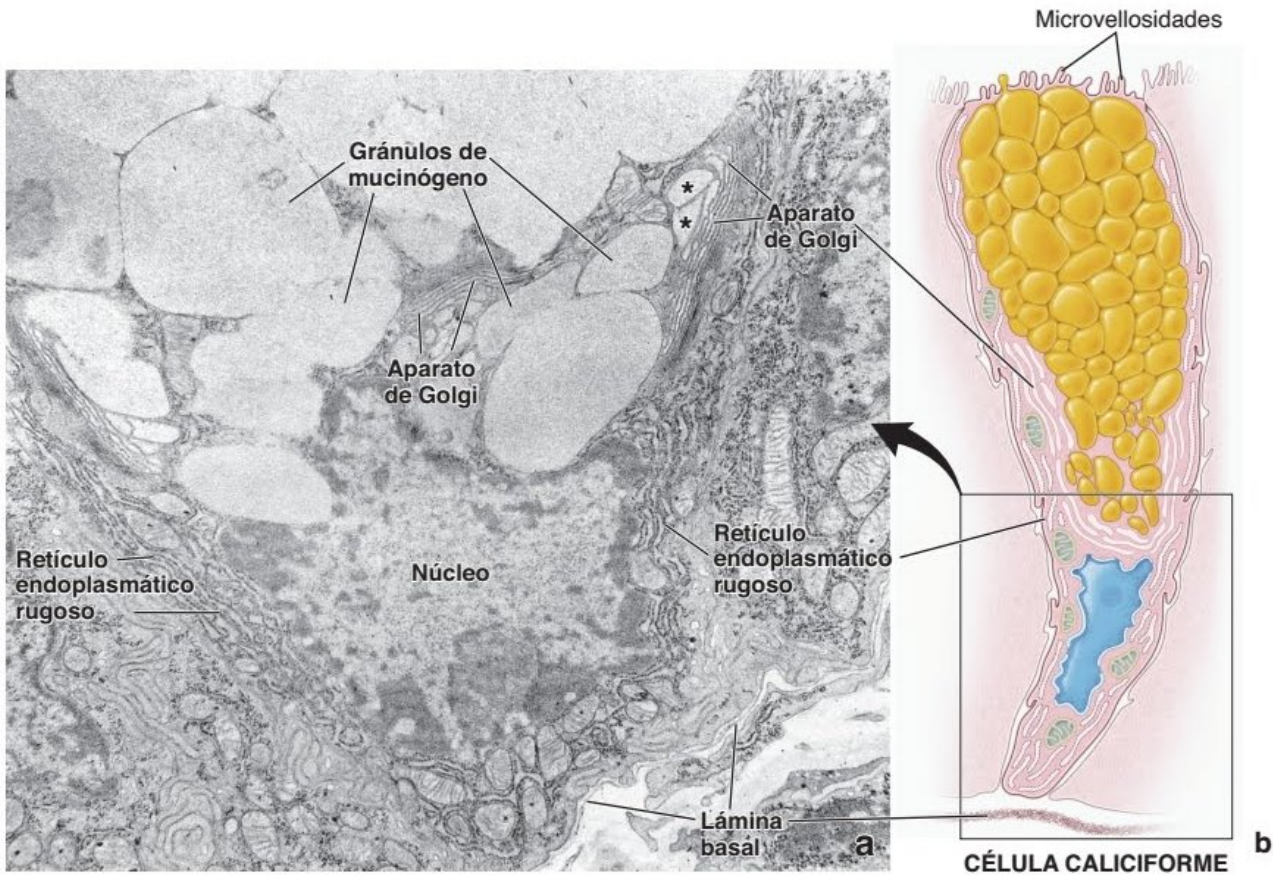 Microvellosidades
Gránulos de
mucinógeno
*
*
Aparato
de Golgi
Aparato
de Golgi
Retículo
endoplasmático
rugoso
Núcleo
Retículo
endoplasmático
rugoso
Lámina
basal
a
b
CÉLULA CALICIFORME